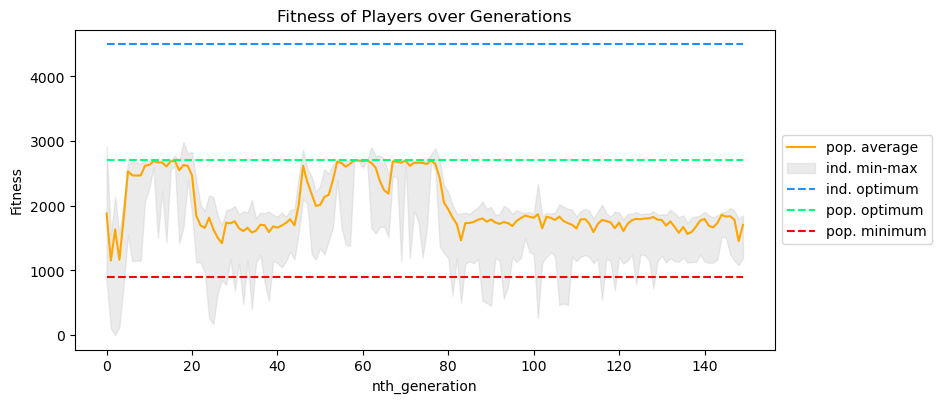 Fitness of Players over Generations
Fitness
4000
3000
2000
1000
0
0 20 40 60 80 100 120 140
nth_generation
pop. average
ind. min-max
ind. optimum
pop. optimum
pop. minimum